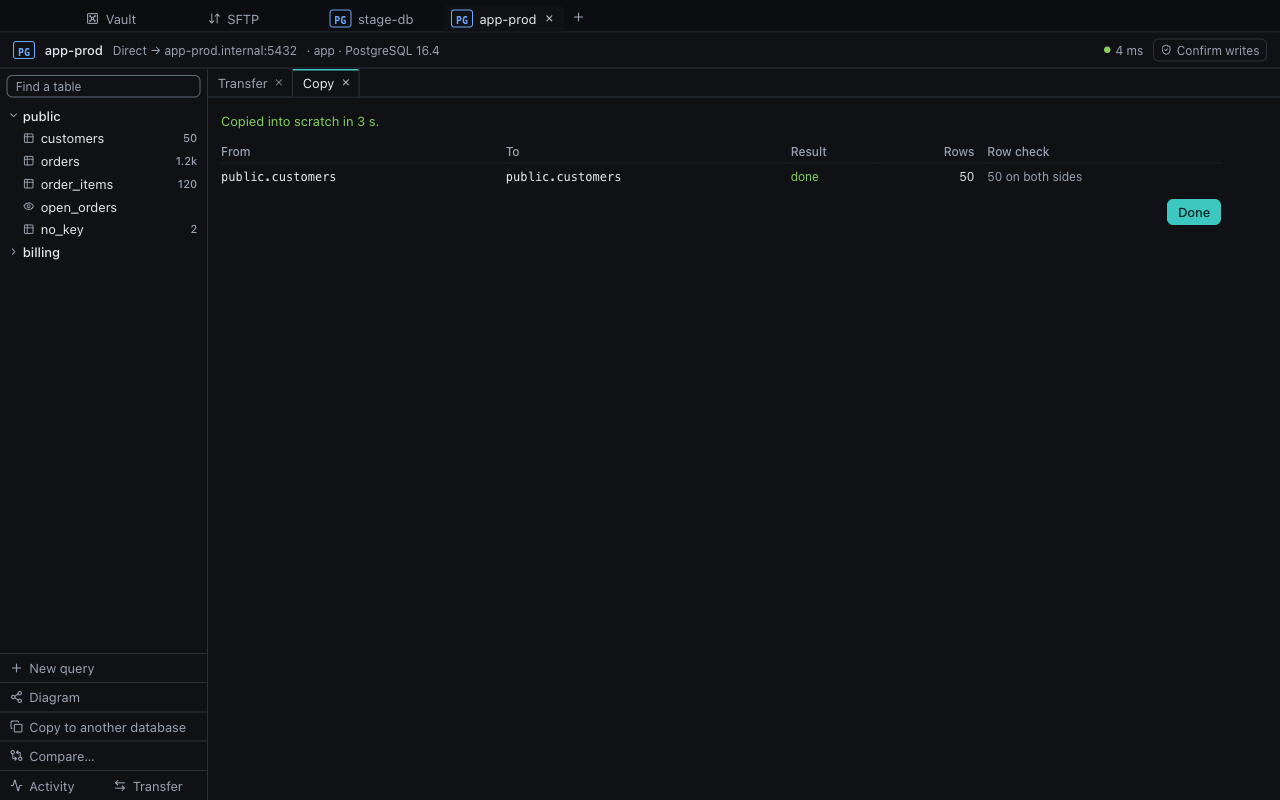 Vault
SFTP
PG stage-db
PG app-prod ×
PG app-prod Direct → app-prod.internal:5432 · app · PostgreSQL 16.4
4 ms Confirm writes
Find a table
Transfer ×
Copy ×
public
customers 50
orders 1.2k
order_items 120
open_orders
no_key 2
billing
Copied into scratch in 3 s.
From To Result Rows Row check
public.customers public.customers done 50 50 on both sides
Done
New query
Diagram
Copy to another database
Compare...
Activity Transfer